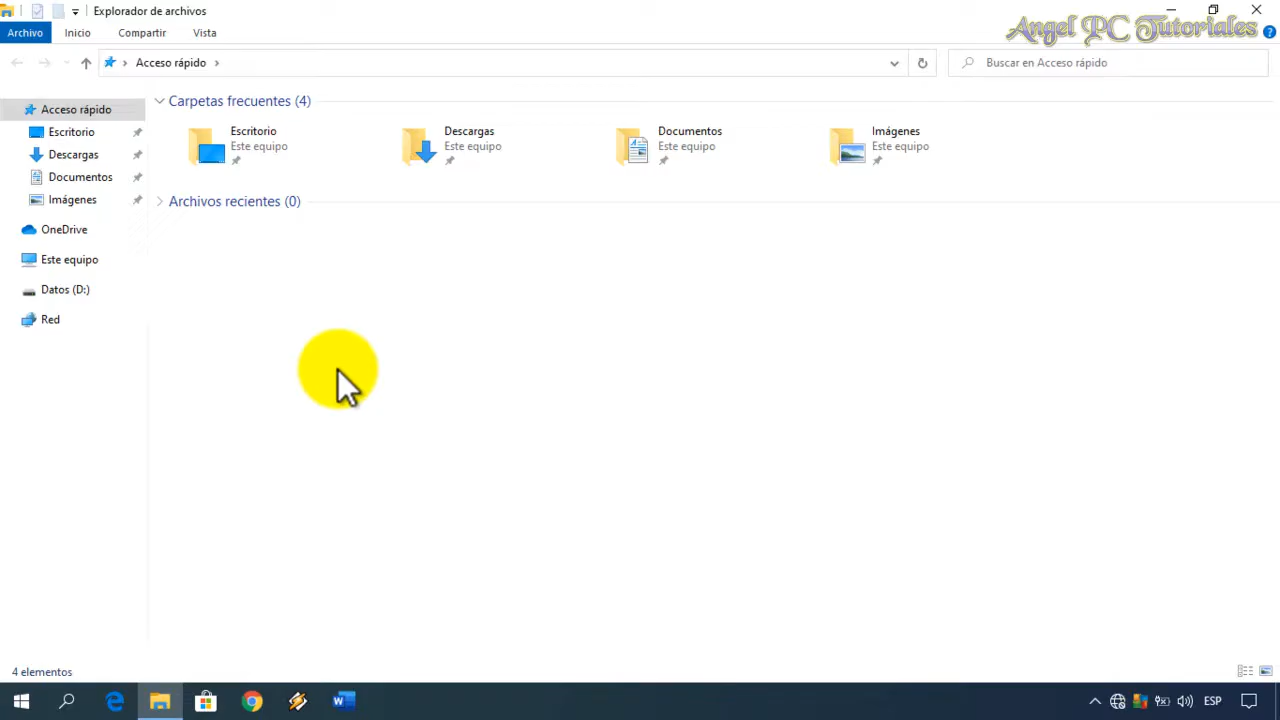 Explorador de archivos
Angel PC Tutoriales
Archivo Inicio Compartir Vista
Acceso rápido
Buscar en Acceso rápido
Acceso rápido
Escritorio
Descargas
Documentos
Imágenes
OneDrive
Este equipo
Datos (D:)
Red
Carpetas frecuentes (4)
Escritorio
Este equipo
Descargas
Este equipo
Documentos
Este equipo
Imágenes
Este equipo
Archivos recientes (0)
4 elementos
ESP